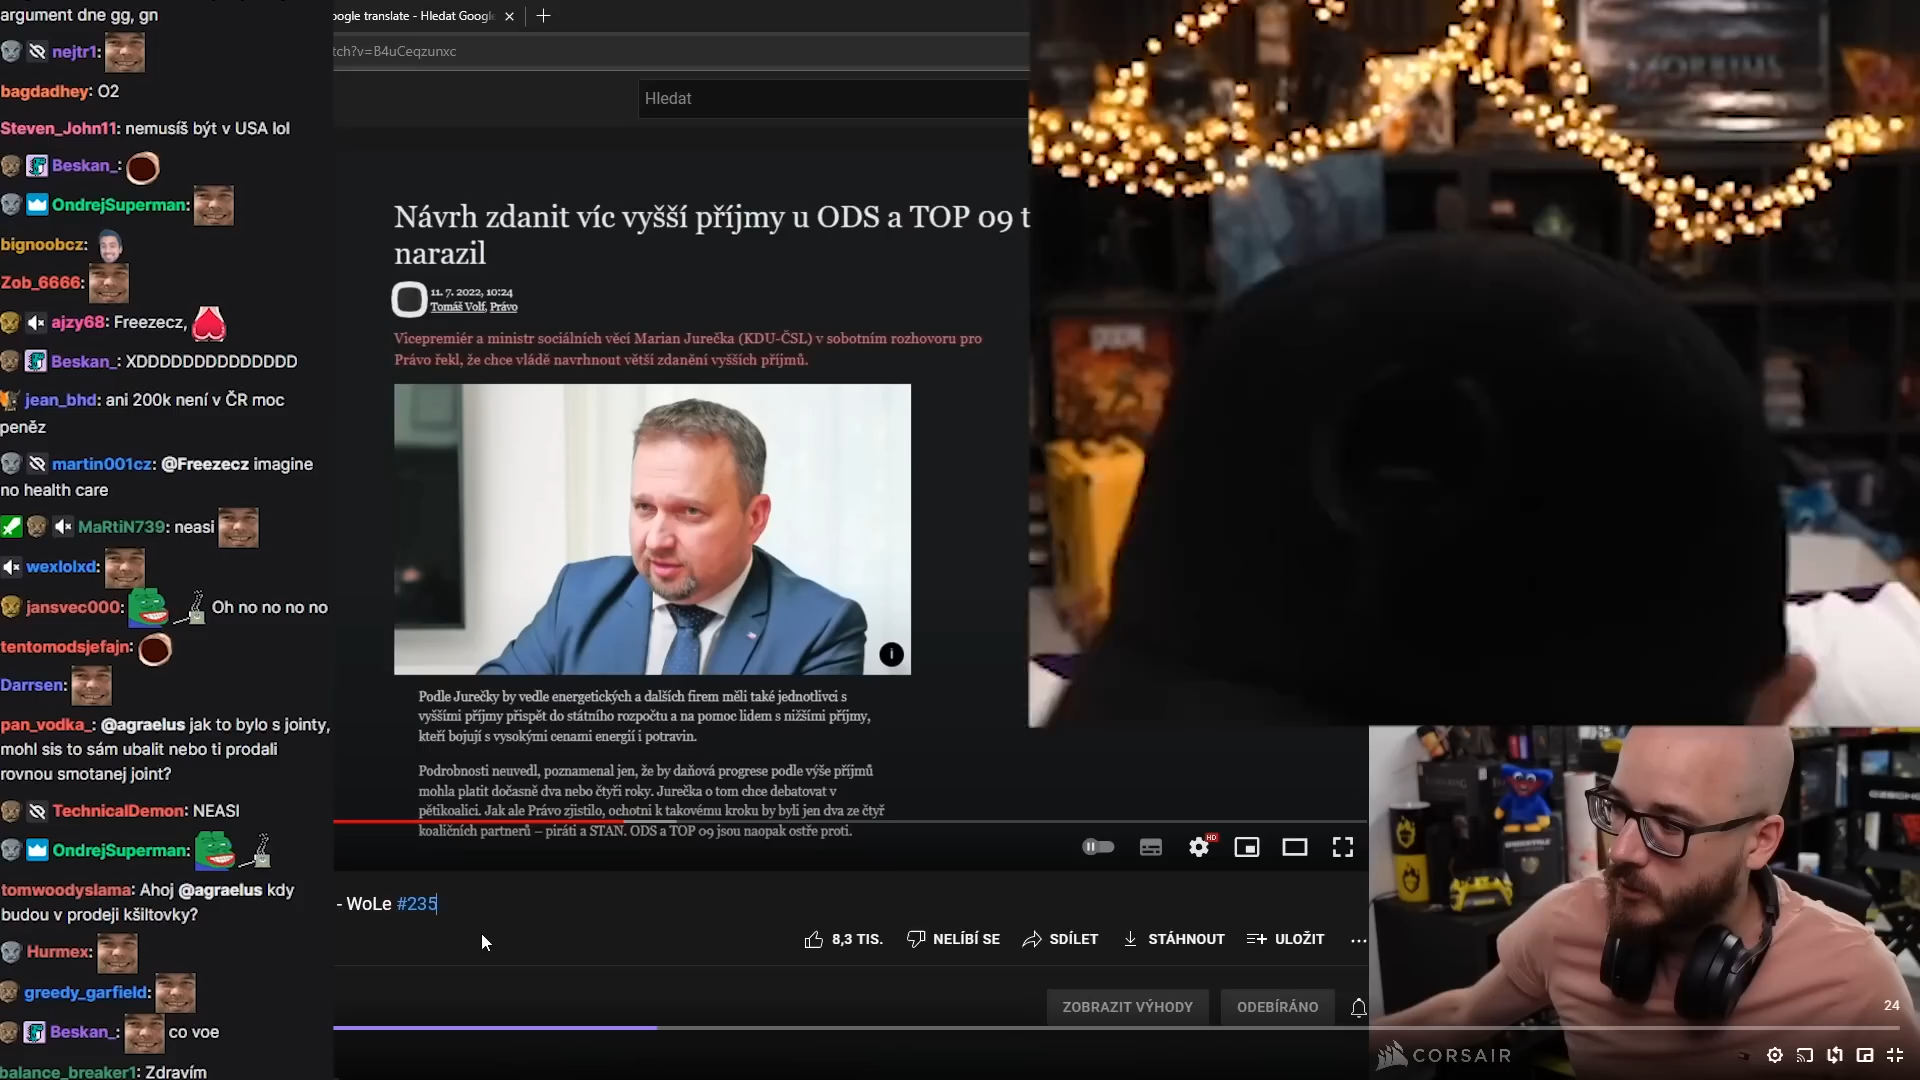 argument dne gg, gn
nejtr1:
bagdadhey: O2
Steven_John11: nemusíš být v USA lol
Beskan_:
OndrejSuperman:
bignoobcz:
Zob_6666:
ajzy68: Freezecz,
Beskan_: XDDDDDDDDDDDDDD
jean_bhd: ani 200k není v ČR moc
peněz
martin001cz: @Freezecz imagine
no health care
MaRtiN739: neasi
wexlolxd:
jansvec000: Oh no no no no
tentomodsjefajn:
Darrsen:
pan_vodka_: @agraelus jak to bylo s jointy,
mohl sis to sám ubalit nebo ti prodali
rovnou smotanej joint?
TechnicalDemon: NEASI
OndrejSuperman:
tomwoodyslama: Ahoj @agraelus kdy
budou v prodeji kšiltovky?
Hurmex:
greedy_garfield:
Beskan_: co voe
balance_breaker1: Zdravím
oogle translate - Hledat Google
tch?v=B4uCeqzunxc
Hledat
Návrh zdanit víc vyšší příjmy u ODS a TOP 09 t
narazil
11. 7. 2022, 10:24
Tomáš Volf, Právo
Vicepremiér a ministr sociálních věcí Marian Jurečka (KDU-ČSL) v sobotním rozhovoru pro
Právo řekl, že chce vládě navrhnout větší zdanění vyšších příjmů.
Podle Jurečky by vedle energetických a dalších firem měli také jednotlivci s
vyššími příjmy přispět do státního rozpočtu a na pomoc lidem s nižšími příjmy,
kteří bojují s vysokými cenami energií i potravin.
Podrobnosti neuvedl, poznamenal jen, že by daňová progrese podle výše příjmů
mohla platit dočasně dva nebo čtyři roky. Jurečka o tom chce debatovat v
pětikoalici. Jak ale Právo zjistilo, ochotni k takovému kroku by byli jen dva ze čtyř
koaličních partnerů – piráti a STAN. ODS a TOP 09 jsou naopak ostře proti.
HD
- WoLe #235
8,3 TIS.
NELÍBÍ SE
SDÍLET
STÁHNOUT
ULOŽIT
ZOBRAZIT VÝHODY
ODEBÍRÁNO
MORBIUS
DOOM
24
CORSAIR